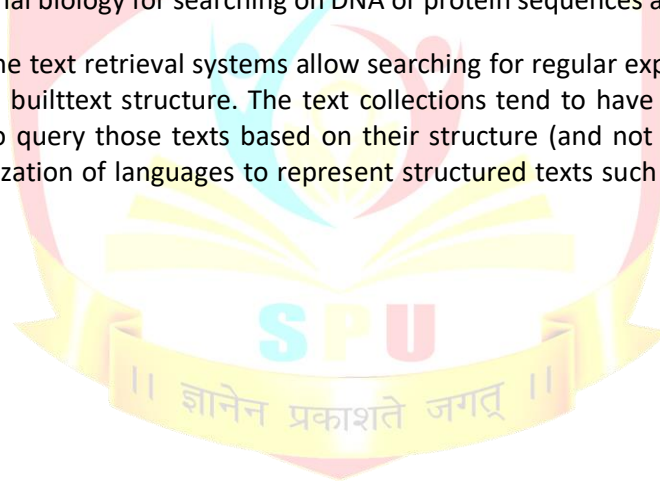 al biology for searching on DNA or protein sequences a
ne text retrieval systems allow searching for regular exp
builttext structure. The text collections tend to have
o query those texts based on their structure (and not
zation of languages to represent structured texts such
SPU
॥ ज्ञानेन प्रकाशते जगत् ॥